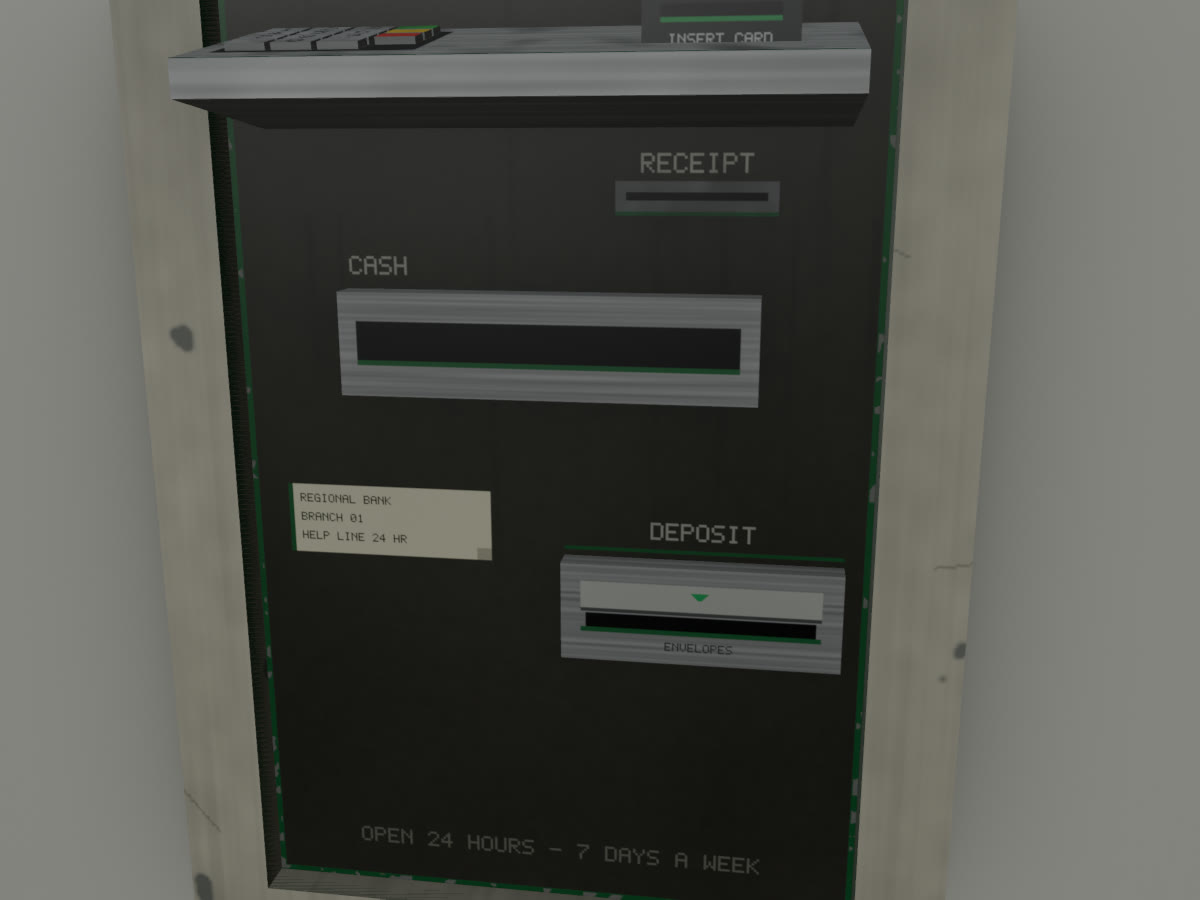 INSERT CARD
RECEIPT
CASH
REGIONAL BANK
BRANCH 01
HELP LINE 24 HR
DEPOSIT
ENVELOPES
OPEN 24 HOURS - 7 DAYS A WEEK